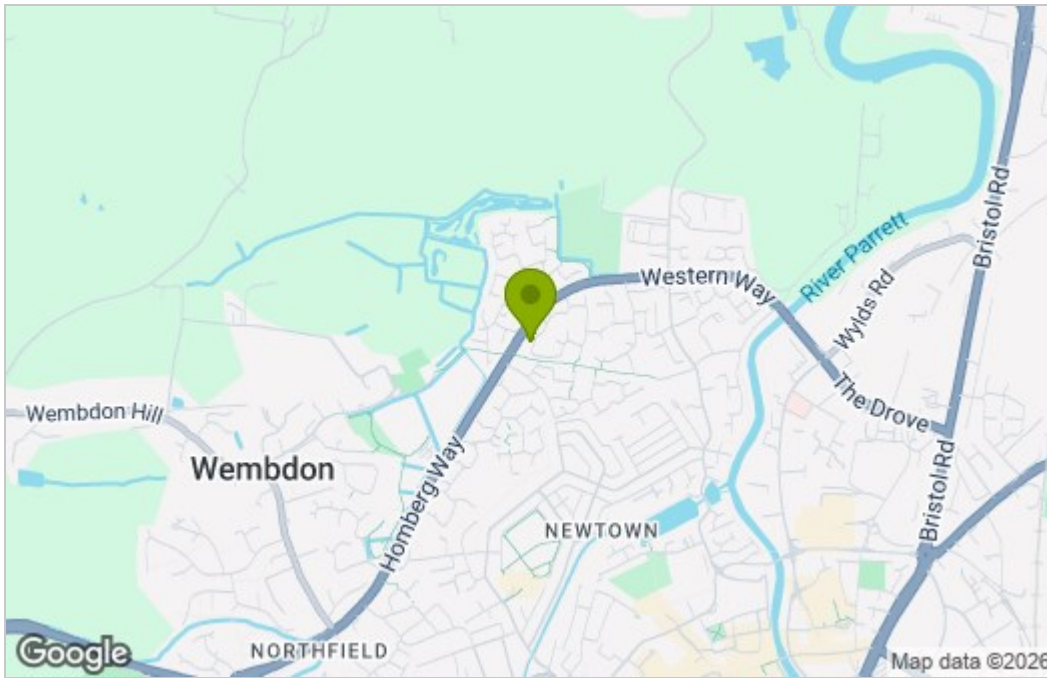 Bristol Rd
River Parrett
Western Way
Wylds Rd
The Drove
Wembdon Hill
Wembdon
Homberg Way
Bristol Rd
NEWTOWN
NORTHFIELD
Google
Map data ©2026